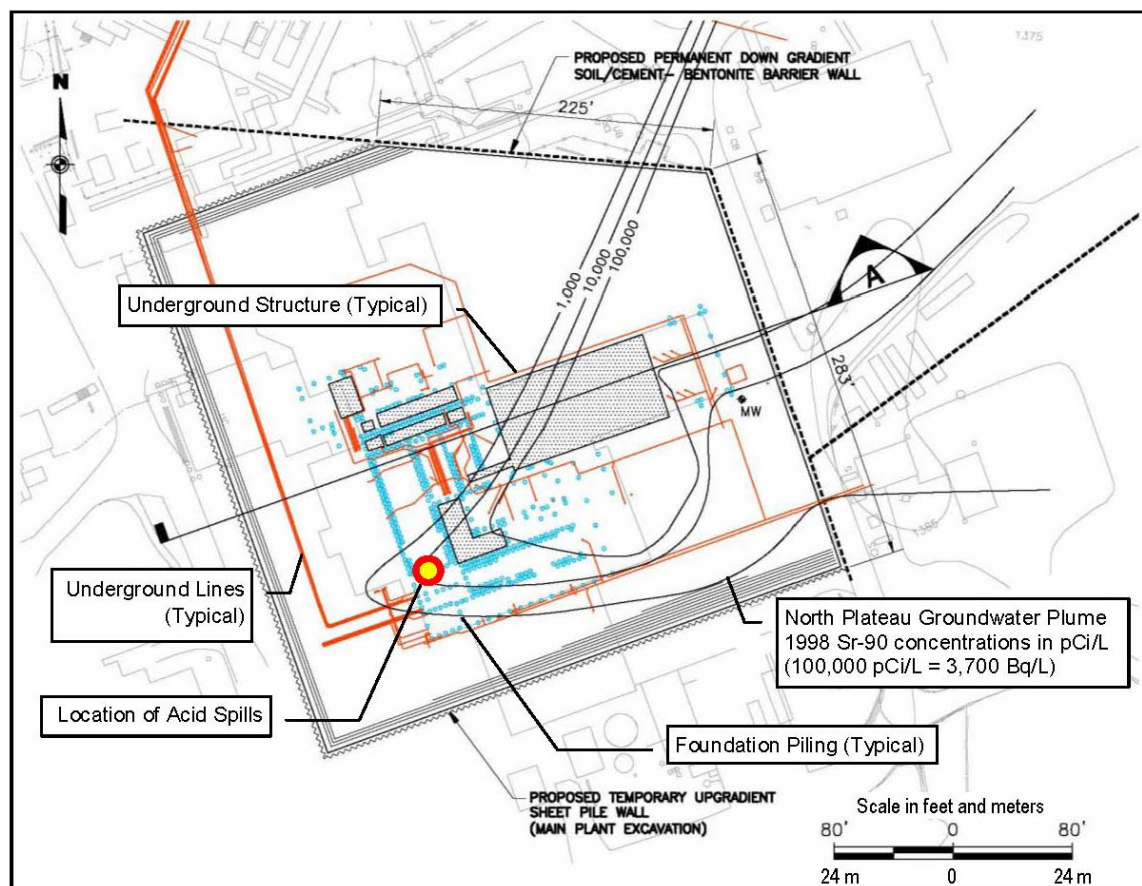 T375
N
PROPOSED PERMANENT DOWN GRADIENT
SOIL/CEMENT- BENTONITE BARRIER WALL
225'
1,000
10,000
100,000
A
Underground Structure (Typical)
283'
MW
T385
Underground Lines
(Typical)
North Plateau Groundwater Plume
1998 Sr-90 concentrations in pCi/L
(100,000 pCi/L = 3,700 Bq/L)
Location of Acid Spills
Foundation Piling (Typical)
PROPOSED TEMPORARY UPGRADIENT
SHEET PILE WALL
(MAIN PLANT EXCAVATION)
Scale in feet and meters
80' 0 80'
24 m 0 24 m